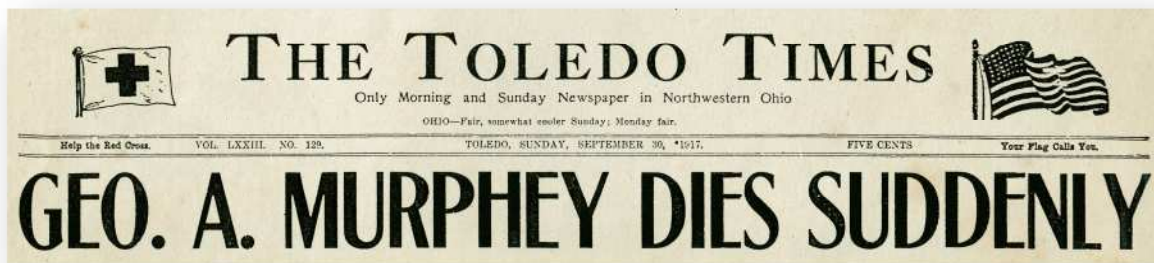 THE TOLEDO TIMES
Only Morning and Sunday Newspaper in Northwestern Ohio
OHIO—Fair, somewhat cooler Sunday; Monday fair.
Help the Red Cross. VOL. LXXIII. NO. 129. TOLEDO, SUNDAY, SEPTEMBER 30, 1917. FIVE CENTS Your Flag Calls You.
GEO. A. MURPHEY DIES SUDDENLY